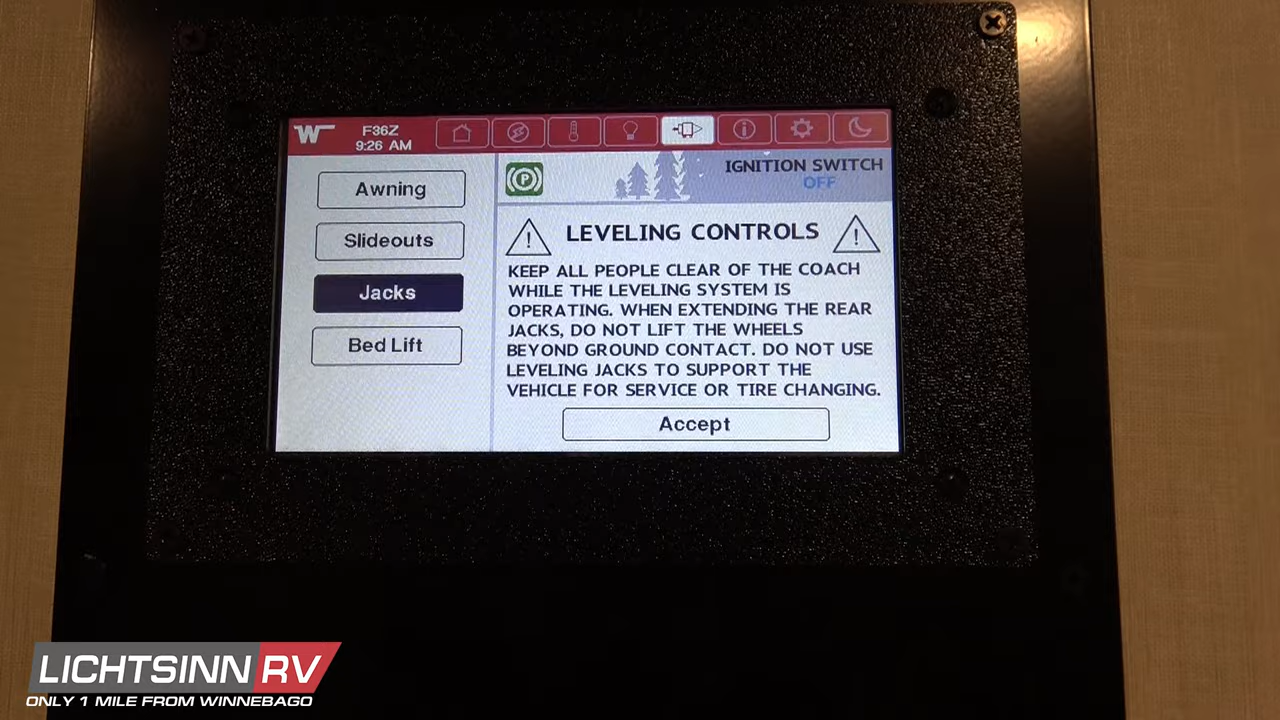 W
F36Z
9:26 AM
Awning
Slideouts
Jacks
Bed Lift
P
IGNITION SWITCH
OFF
! LEVELING CONTROLS !
KEEP ALL PEOPLE CLEAR OF THE COACH
WHILE THE LEVELING SYSTEM IS
OPERATING. WHEN EXTENDING THE REAR
JACKS, DO NOT LIFT THE WHEELS
BEYOND GROUND CONTACT. DO NOT USE
LEVELING JACKS TO SUPPORT THE
VEHICLE FOR SERVICE OR TIRE CHANGING.
Accept
LICHTSINN RV
ONLY 1 MILE FROM WINNEBAGO